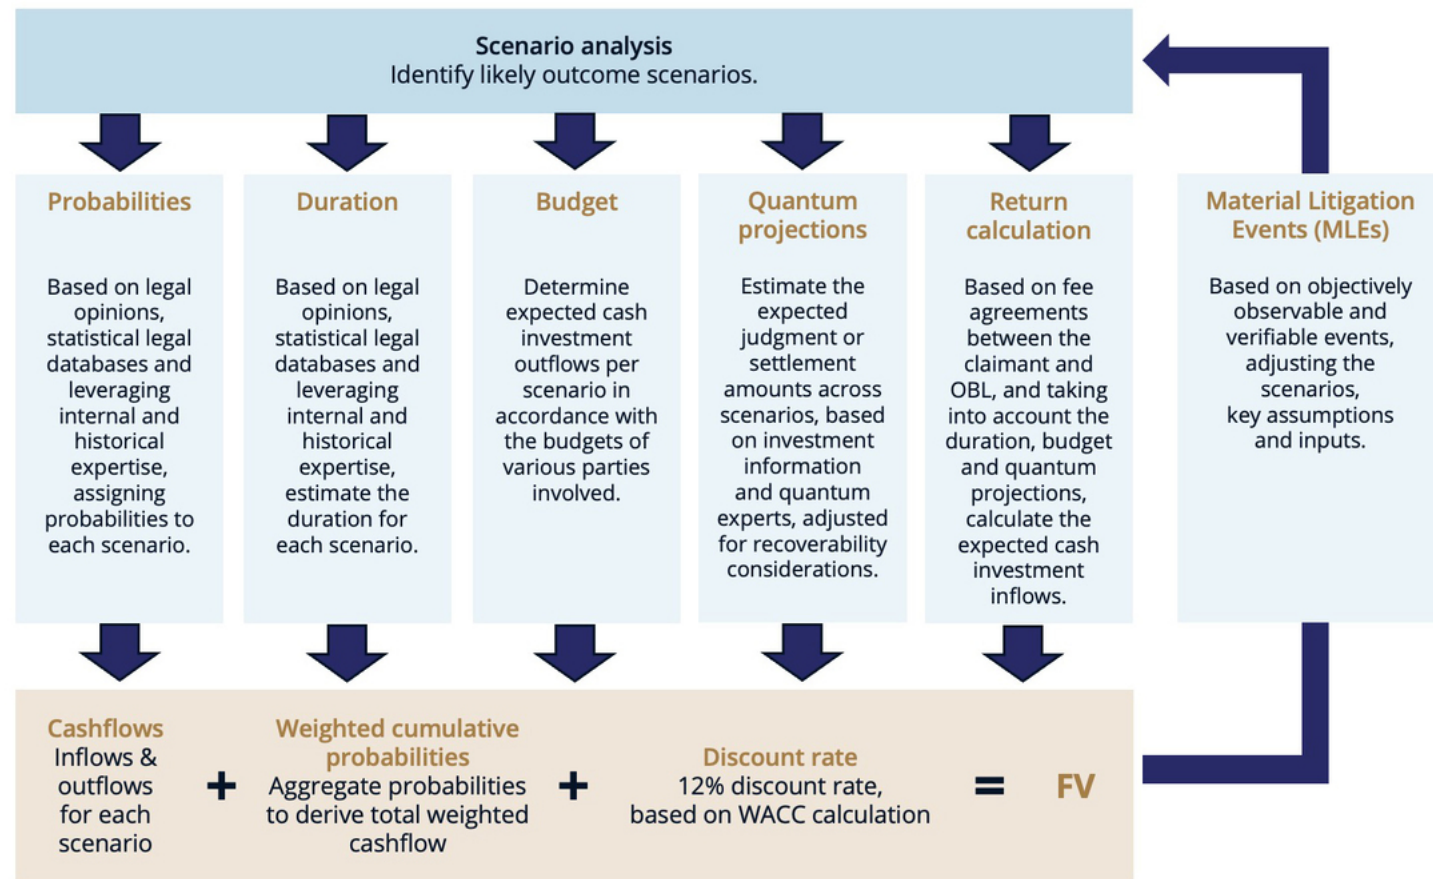 Scenario analysis
Identify likely outcome scenarios.
Probabilities
Based on legal
opinions,
statistical legal
databases and
leveraging
internal and
historical
expertise,
assigning
probabilities to
each scenario.
Duration
Based on legal
opinions,
statistical legal
databases and
leveraging
internal and
historical
expertise,
estimate the
duration for
each scenario.
Budget
Determine
expected cash
investment
outflows per
scenario in
accordance with
the budgets of
various parties
involved.
Quantum
projections
Estimate the
expected
judgment or
settlement
amounts across
scenarios, based
on investment
information
and quantum
experts, adjusted
for recoverability
considerations.
Return
calculation
Based on fee
agreements
between the
claimant and
OBL, and taking
into account the
duration, budget
and quantum
projections,
calculate the
expected cash
investment
inflows.
Material Litigation
Events (MLEs)
Based on objectively
observable and
verifiable events,
adjusting the
scenarios,
key assumptions
and inputs.
Cashflows
Inflows &
outflows
for each
scenario
+
Weighted cumulative
probabilities
Aggregate probabilities
to derive total weighted
cashflow
+
Discount rate
12% discount rate,
based on WACC calculation
=
FV